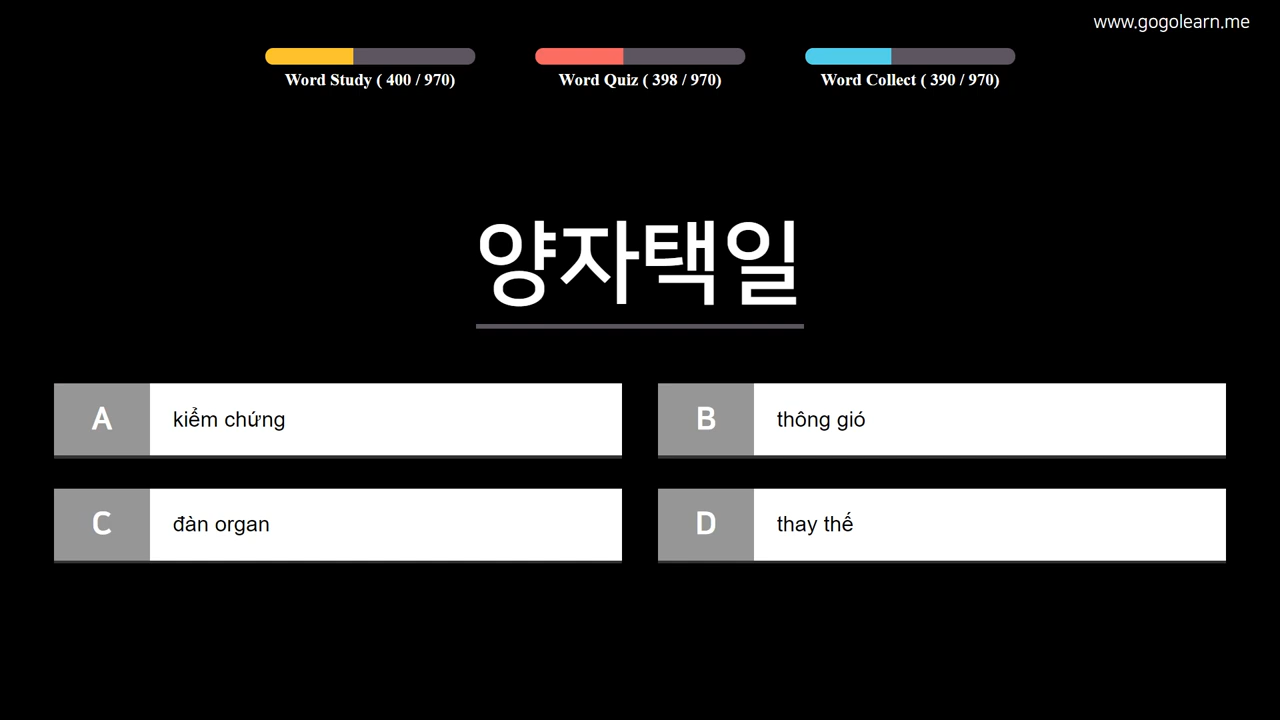 www.gogolearn.me
Word Study ( 400 / 970)
Word Quiz ( 398 / 970)
Word Collect ( 390 / 970)
양자택일
A kiểm chứng
B thông gió
C đàn organ
D thay thế